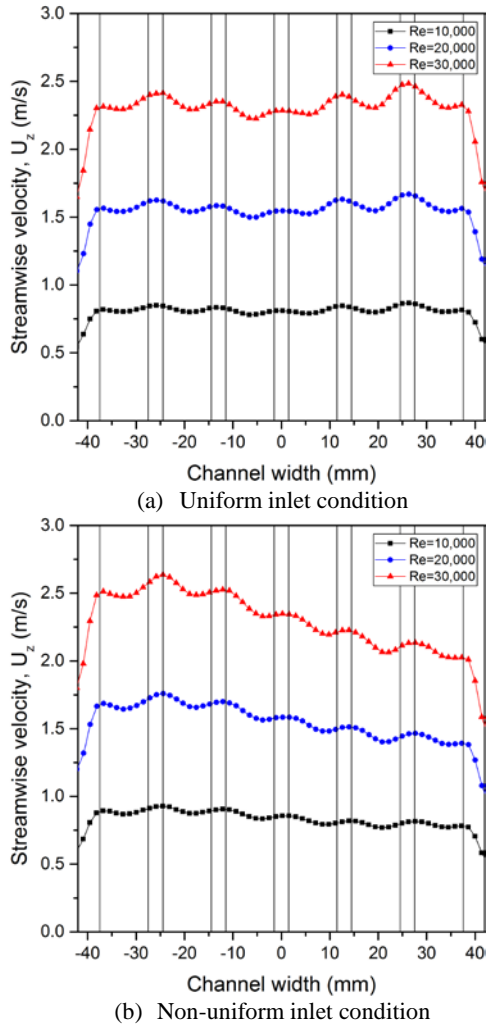 3.0
2.5
2.0
1.5
1.0
0.5
0.0
Streamwise velocity, U_z (m/s)
Re=10,000
Re=20,000
Re=30,000
-40 -30 -20 -10 0 10 20 30 40
Channel width (mm)
(a) Uniform inlet condition
3.0
2.5
2.0
1.5
1.0
0.5
0.0
Streamwise velocity, U_z (m/s)
Re=10,000
Re=20,000
Re=30,000
-40 -30 -20 -10 0 10 20 30 40
Channel width (mm)
(b) Non-uniform inlet condition